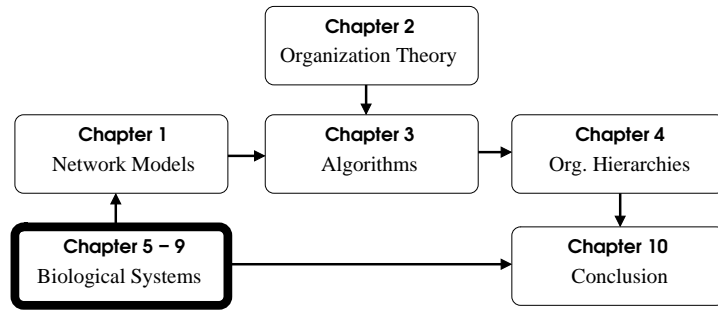 Chapter 2
Organization Theory
Chapter 1
Network Models
Chapter 3
Algorithms
Chapter 4
Org. Hierarchies
Chapter 5 – 9
Biological Systems
Chapter 10
Conclusion